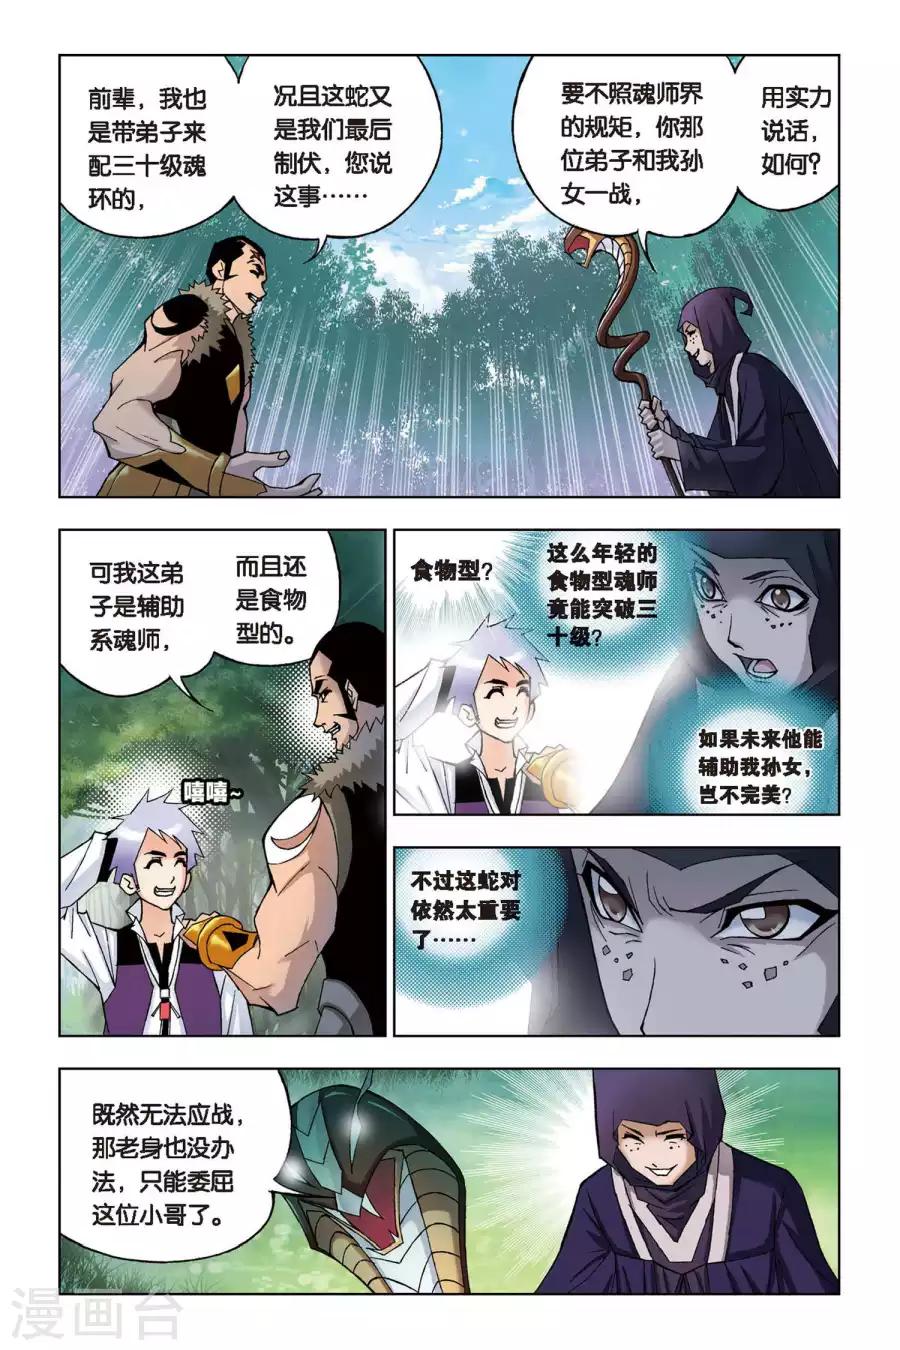 前辈，我也
是带弟子来
配三十级魂
环的，
况且这蛇又
是我们最后
制伏，您说
这事……
要不照魂师界
的规矩，你那
位弟子和我孙
女一战，
用实力
说话，
如何？
可我这弟
子是辅助
系魂师，
而且还
是食物
型的。
嘻嘻~
食物型？
这么年轻的
食物型魂师
竟能突破三
十级？
如果未来他能
辅助我孙女，
岂不完美？
不过这蛇对
依然太重要
了……
既然无法应战，
那老身也没办
法，只能委屈
这位小哥了。
漫画台